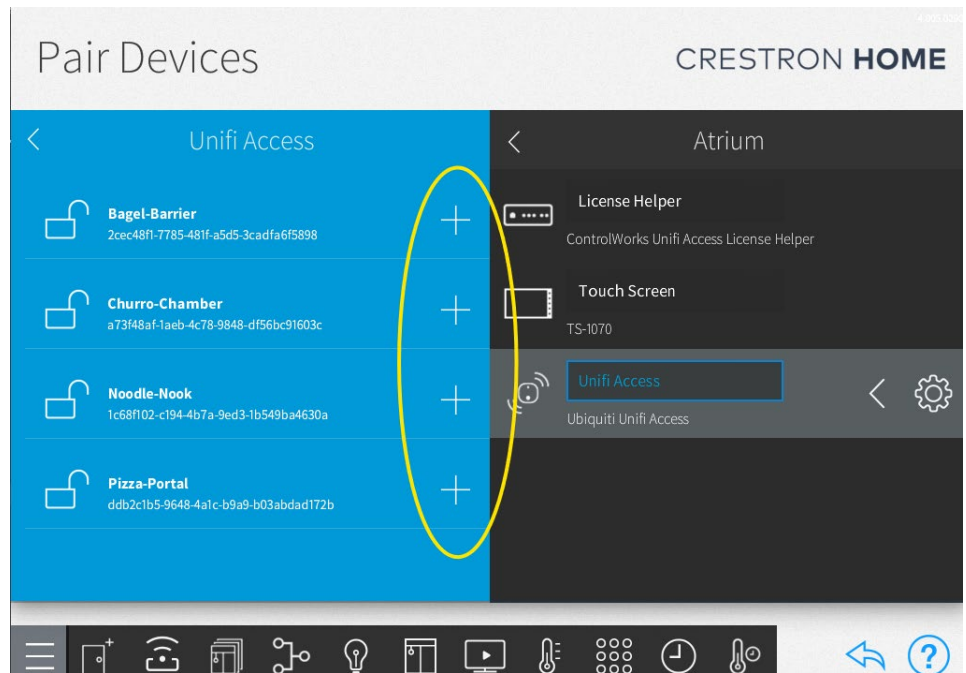 Pair Devices
CRESTRON HOME
Unifi Access
Bagel-Barrier
2cec48f1-7785-481f-a5d5-3cadfa6f5898
Churro-Chamber
a73f48af-1aeb-4c78-9848-df56bc91603c
Noodle-Nook
1c68f102-c194-4b7a-9ed3-1b549ba4630a
Pizza-Portal
ddb2c1b5-9648-4a1c-b9a9-b03abdad172b
Atrium
License Helper
ControlWorks Unifi Access License Helper
Touch Screen
TS-1070
Unifi Access
Ubiquiti Unifi Access
?